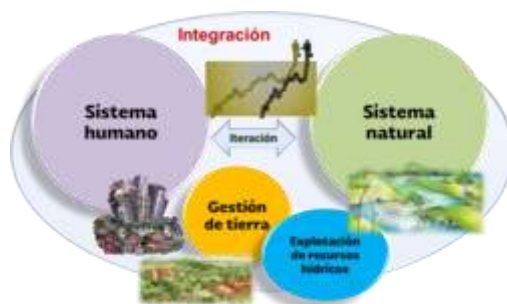 Integración
Sistema
humano
Sistema
natural
Iteración
Gestión
de tierra
Explotación
de recursos
hídricos